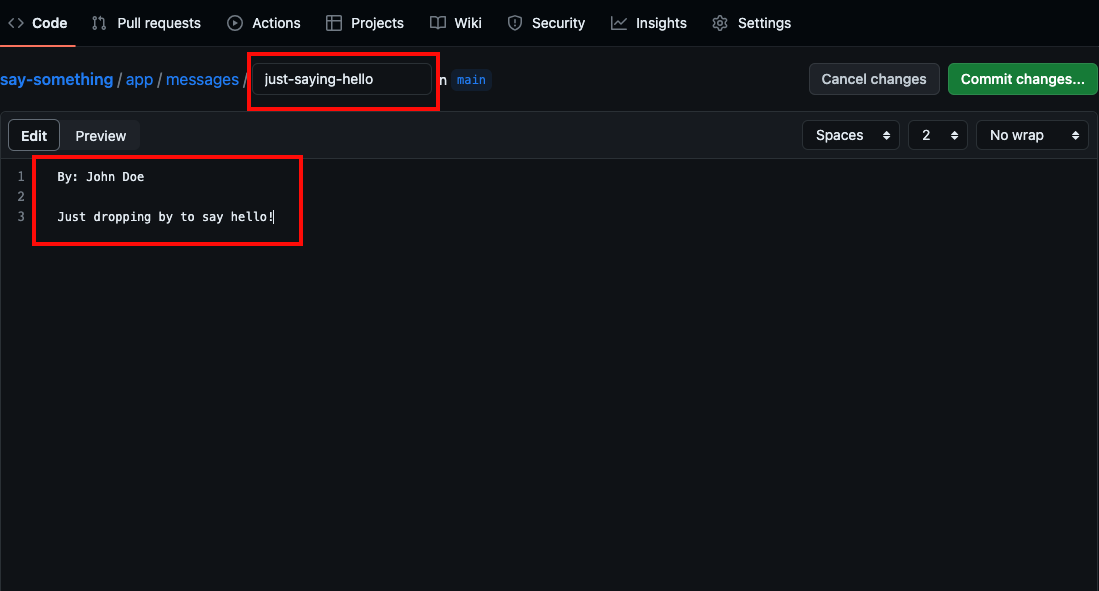 Code Pull requests Actions Projects Wiki Security Insights Settings
say-something / app / messages / just-saying-hello n main Cancel changes Commit changes...
Edit Preview Spaces 2 No wrap
1 By: John Doe
2
3 Just dropping by to say hello!